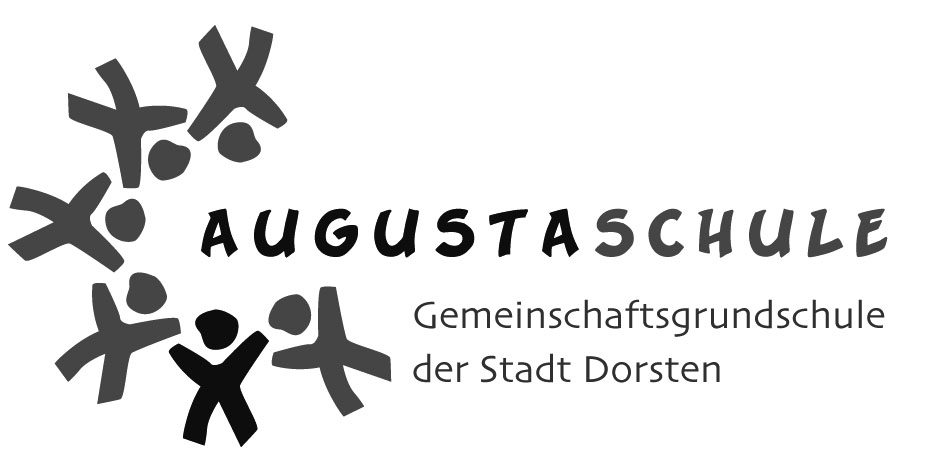 AUGUSTASCHULE
Gemeinschaftsgrundschule
der Stadt Dorsten